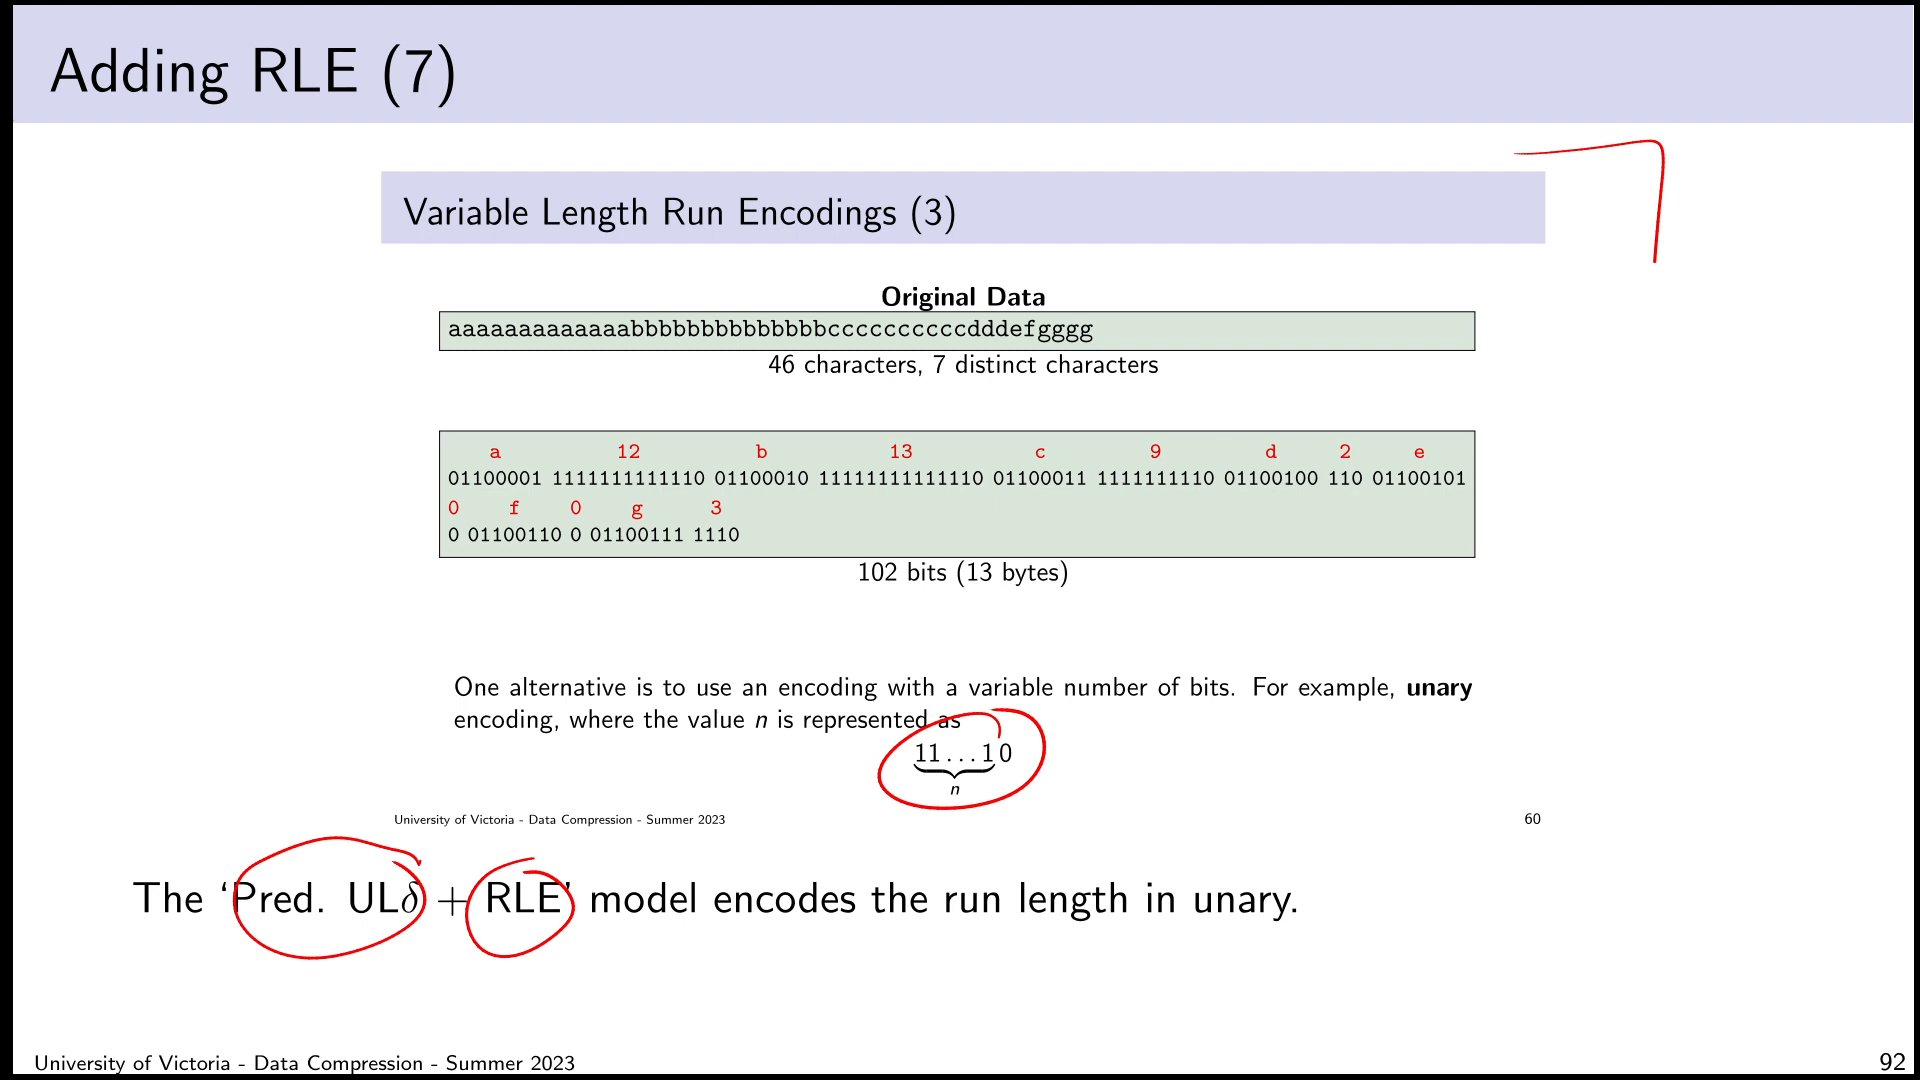 Adding RLE (7)
Variable Length Run Encodings (3)
Original Data
aaaaaaaaaaaaabbbbbbbbbbbbbbccccccccccdddefgggg
46 characters, 7 distinct characters
a 12 b 13 c 9 d 2 e
01100001 1111111111110 01100010 11111111111110 01100011 1111111110 01100100 110 01100101
0 f 0 g 3
0 01100110 0 01100111 1110
102 bits (13 bytes)
One alternative is to use an encoding with a variable number of bits. For example, unary
encoding, where the value n is represented as
11...10
n
University of Victoria - Data Compression - Summer 2023 60
The ‘Pred. ULδ + RLE’ model encodes the run length in unary.
University of Victoria - Data Compression - Summer 2023 92